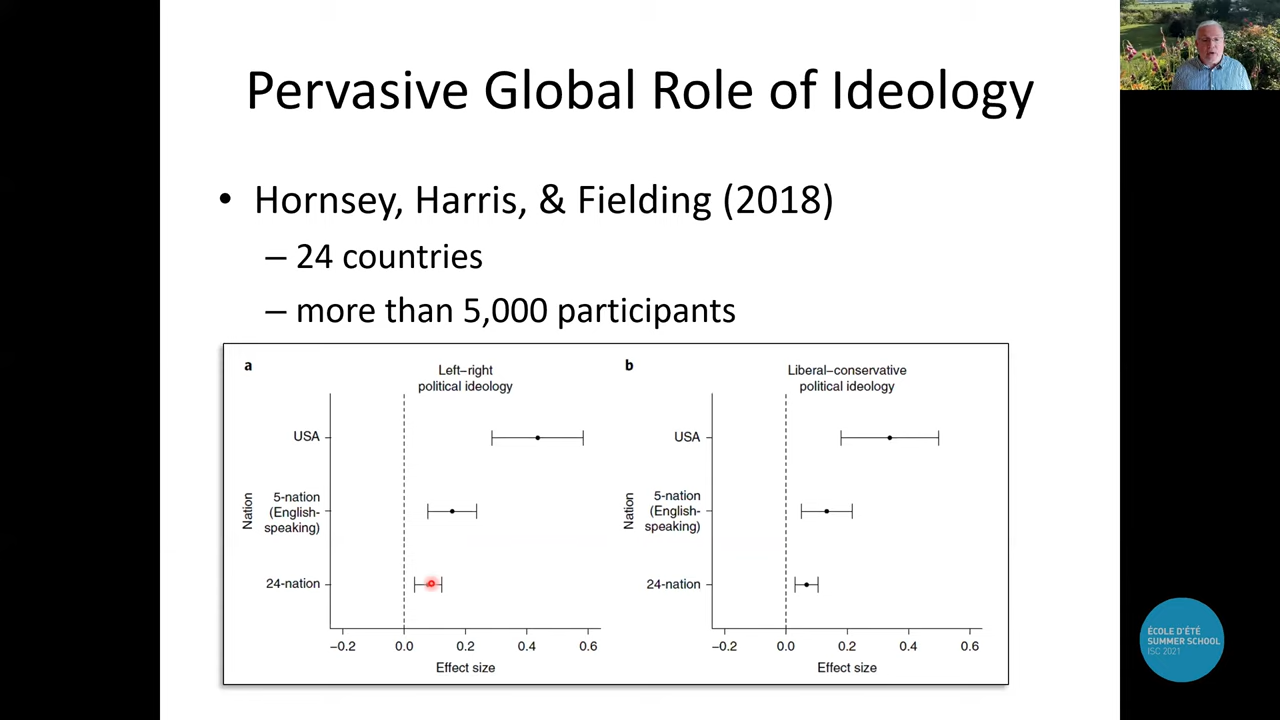 Pervasive Global Role of Ideology
• Hornsey, Harris, & Fielding (2018)
– 24 countries
– more than 5,000 participants
a
Left–right
political ideology
USA
5-nation
(English-
speaking)
24-nation
Nation
−0.2 0.0 0.2 0.4 0.6
Effect size
b
Liberal–conservative
political ideology
USA
5-nation
(English-
speaking)
24-nation
Nation
−0.2 0.0 0.2 0.4 0.6
Effect size
ÉCOLE D'ÉTÉ
SUMMER SCHOOL
ISC 2021